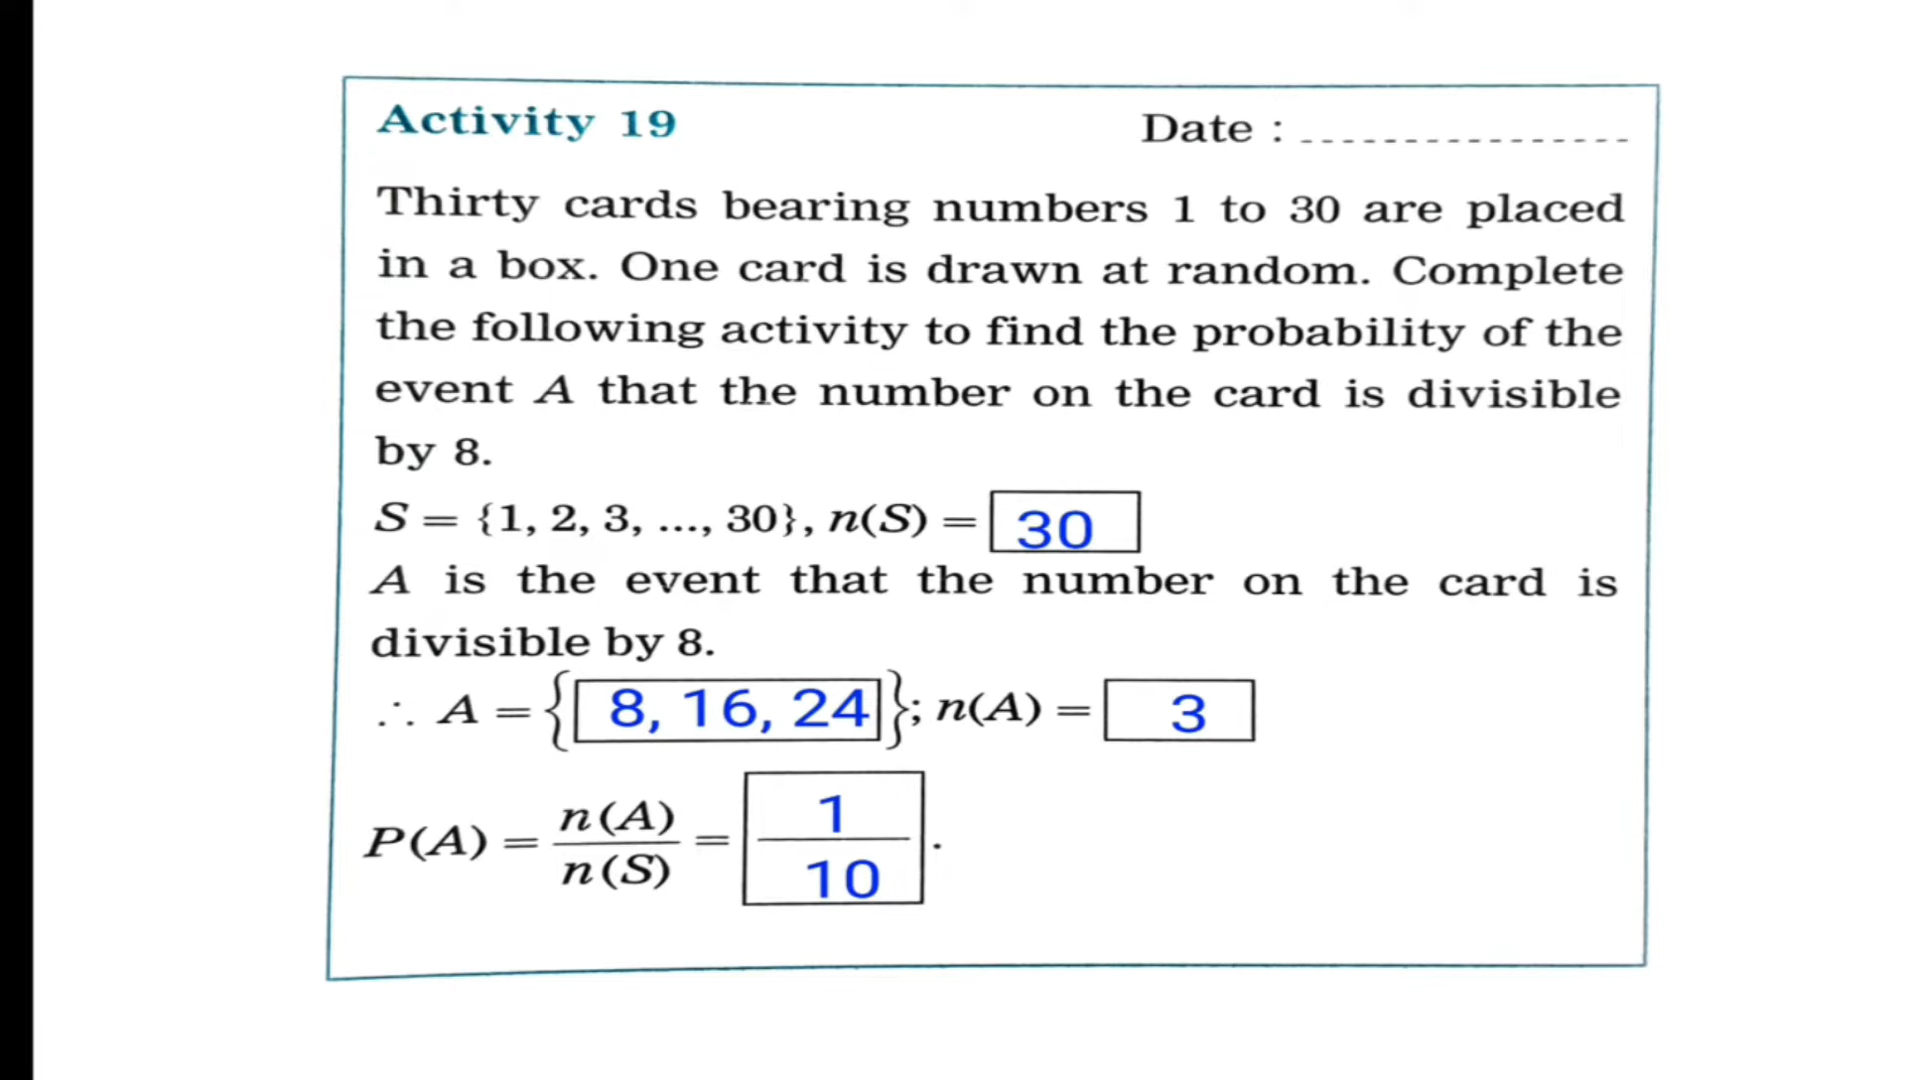 Activity 19 Date : ................
Thirty cards bearing numbers 1 to 30 are placed
in a box. One card is drawn at random. Complete
the following activity to find the probability of the
event A that the number on the card is divisible
by 8.
S = {1, 2, 3, ..., 30}, n(S) = 30
A is the event that the number on the card is
divisible by 8.
∴ A = {8, 16, 24}; n(A) = 3
P(A) = n(A)/n(S) = 1/10.